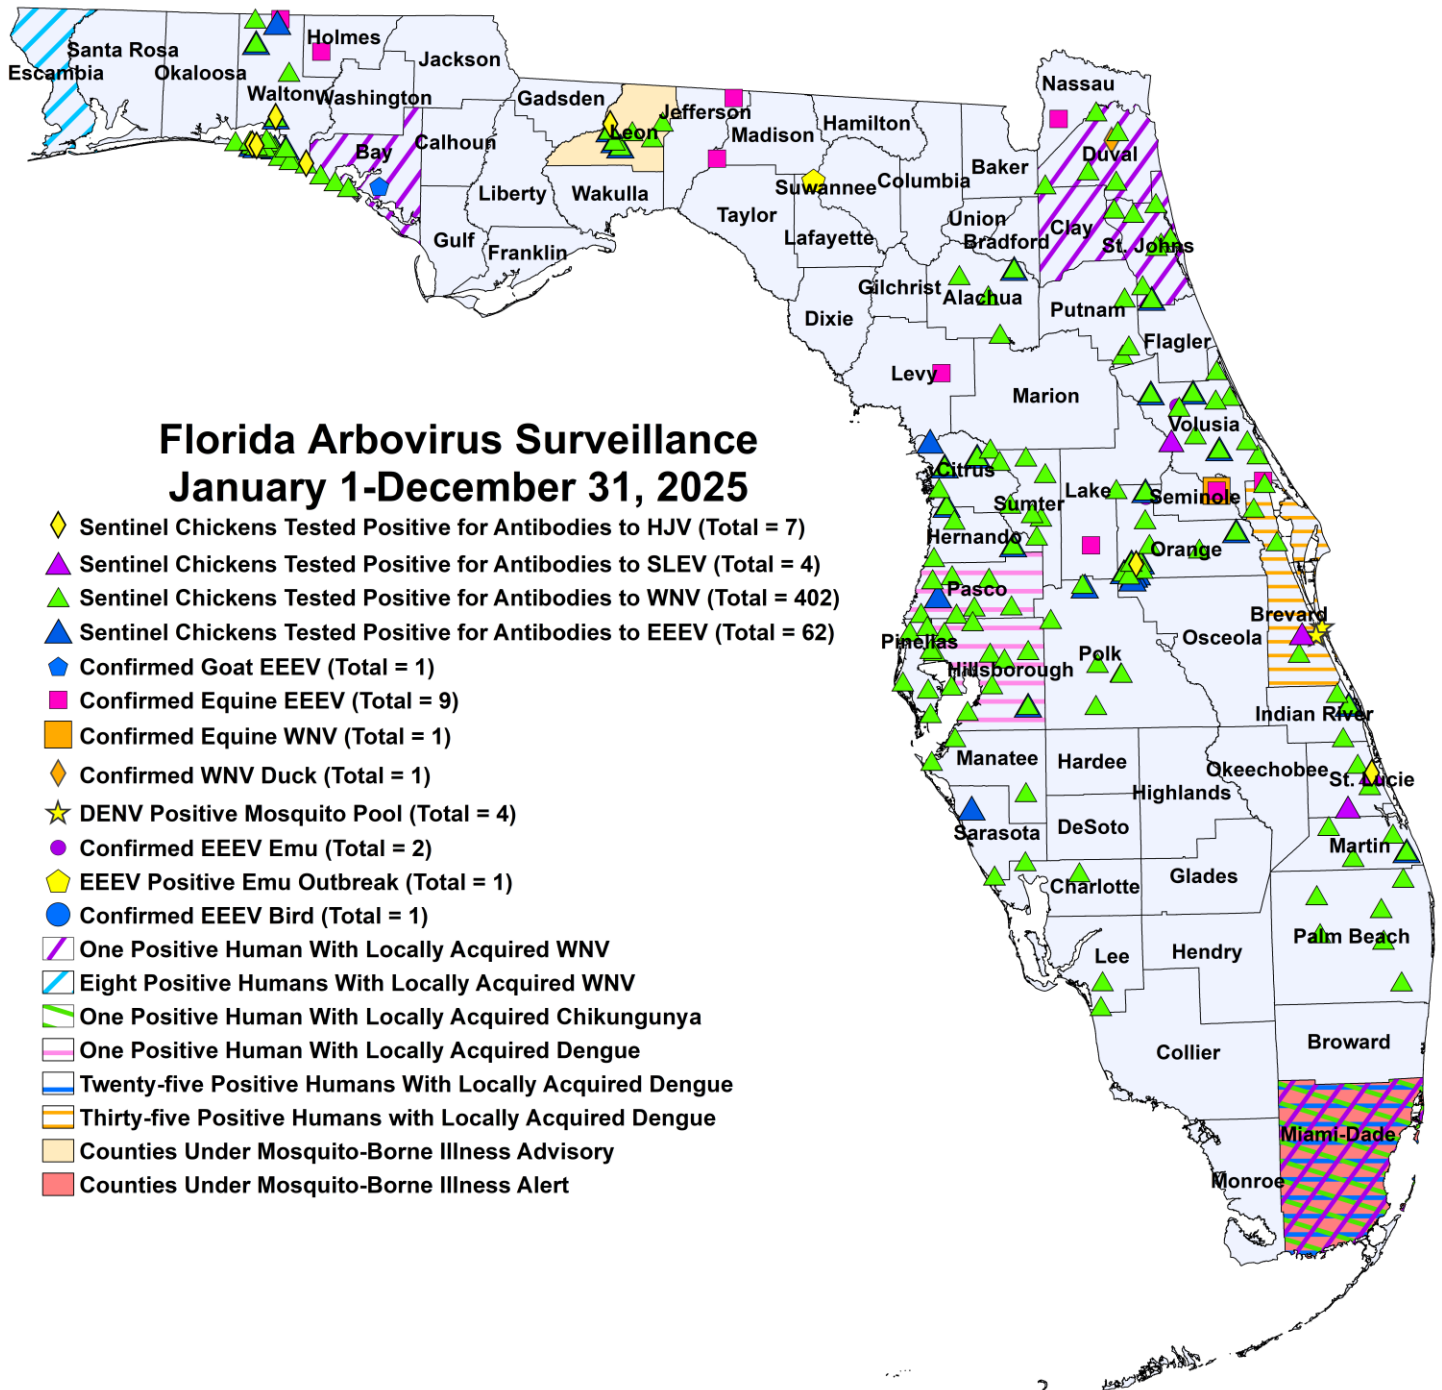 Nassau
Holmes
Santa Rosa
Jackson
Escambia
Okaloosa
Walton
Washington
Gadsden
Jefferson
Leon
Madison
Hamilton
Calhoun
Bay
Duval
Baker
Suwannee
Columbia
Liberty
Wakulla
Taylor
Union
Clay
Gulf
Franklin
Lafayette
Bradford
St. Johns
Gilchrist
Alachua
Putnam
Dixie
Flagler
Levy
Marion
Volusia
Florida Arbovirus Surveillance
January 1-December 31, 2025
Citrus
Lake
Seminole
Sumter
Hernando
Orange
Pasco
Brevard
Pinellas
Osceola
Polk
Hillsborough
Indian River
Manatee
Hardee
Okeechobee
St. Lucie
Highlands
Sarasota
DeSoto
Martin
Charlotte
Glades
Palm Beach
Lee
Hendry
Broward
Collier
Miami-Dade
Monroe
Sentinel Chickens Tested Positive for Antibodies to HJV (Total = 7)
Sentinel Chickens Tested Positive for Antibodies to SLEV (Total = 4)
Sentinel Chickens Tested Positive for Antibodies to WNV (Total = 402)
Sentinel Chickens Tested Positive for Antibodies to EEEV (Total = 62)
Confirmed Goat EEEV (Total = 1)
Confirmed Equine EEEV (Total = 9)
Confirmed Equine WNV (Total = 1)
Confirmed WNV Duck (Total = 1)
DENV Positive Mosquito Pool (Total = 4)
Confirmed EEEV Emu (Total = 2)
EEEV Positive Emu Outbreak (Total = 1)
Confirmed EEEV Bird (Total = 1)
One Positive Human With Locally Acquired WNV
Eight Positive Humans With Locally Acquired WNV
One Positive Human With Locally Acquired Chikungunya
One Positive Human With Locally Acquired Dengue
Twenty-five Positive Humans With Locally Acquired Dengue
Thirty-five Positive Humans with Locally Acquired Dengue
Counties Under Mosquito-Borne Illness Advisory
Counties Under Mosquito-Borne Illness Alert